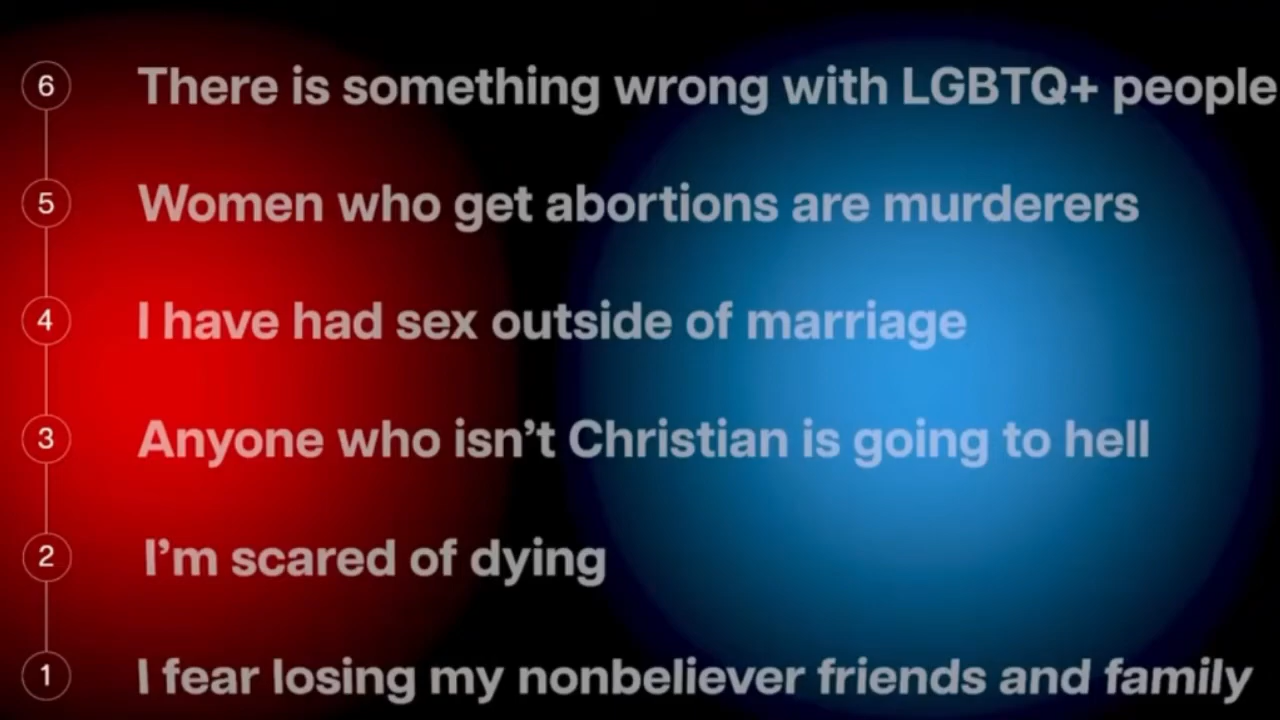 6 There is something wrong with LGBTQ+ people
5 Women who get abortions are murderers
4 I have had sex outside of marriage
3 Anyone who isn’t Christian is going to hell
2 I’m scared of dying
1 I fear losing my nonbeliever friends and family